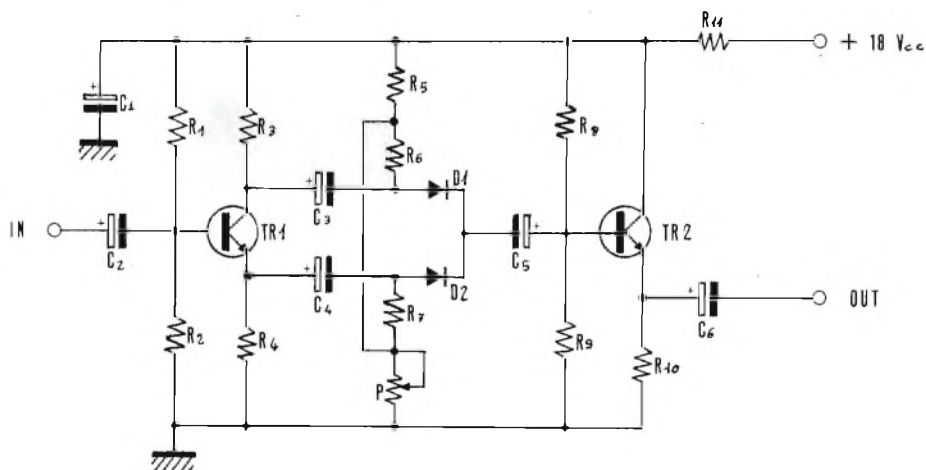 R11
+ 18 Vcc
+
C1
R1
R3
R5
R6
R8
D1
+
C3
IN
+
C2
TR1
+
C5
TR2
+
C4
D2
+
C6
OUT
R2
R4
R7
R9
R10
P